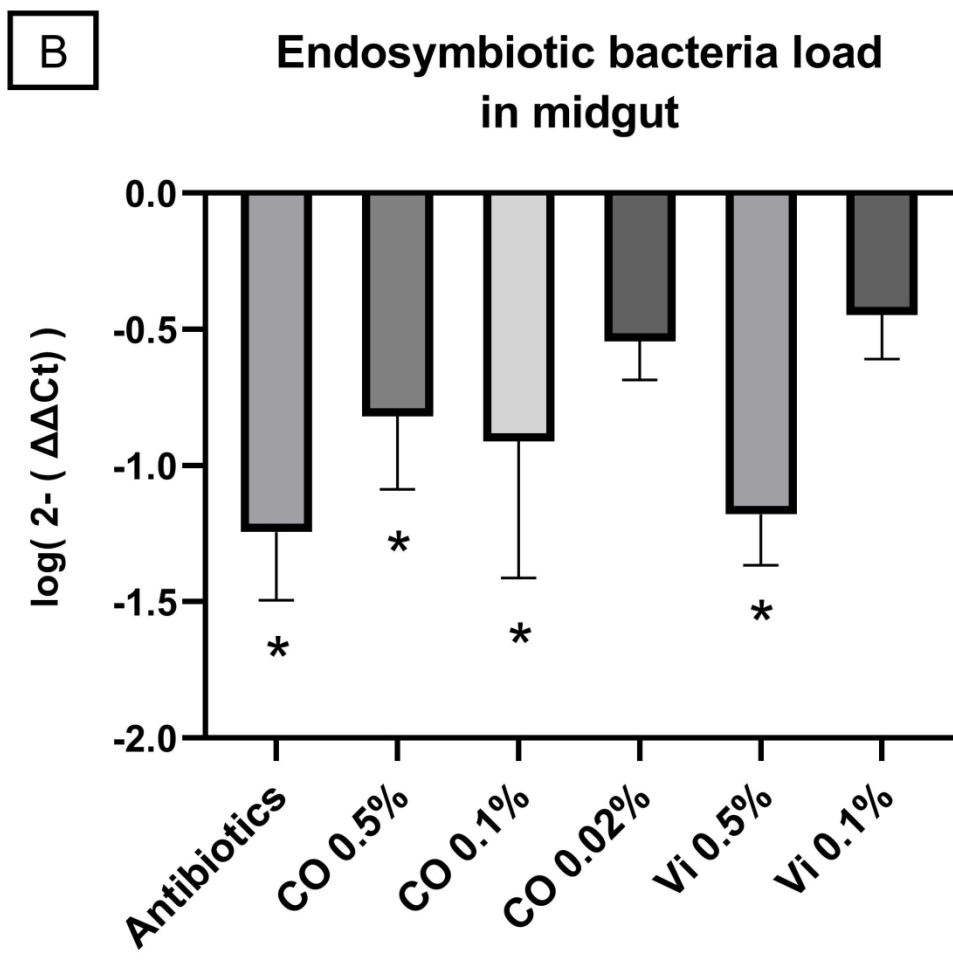 B
Endosymbiotic bacteria load
in midgut
log( 2- ( ΔΔCt) )
0.0
-0.5
-1.0
-1.5
-2.0
*
*
*
*
Antibiotics
CO 0.5%
CO 0.1%
CO 0.02%
Vi 0.5%
Vi 0.1%